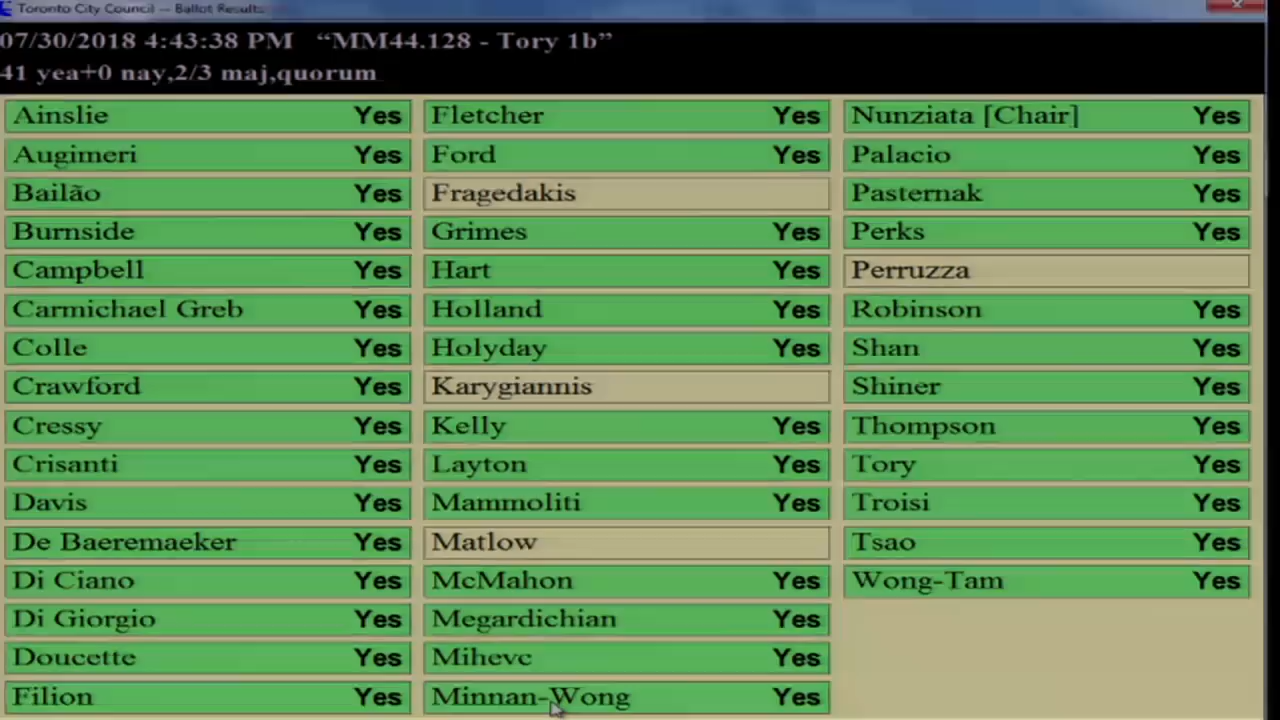 Toronto City Council -- Ballot Results
07/30/2018 4:43:38 PM “MM44.128 - Tory 1b”
41 yea+0 nay,2/3 maj,quorum
Ainslie Yes
Augimeri Yes
Bailão Yes
Burnside Yes
Campbell Yes
Carmichael Greb Yes
Colle Yes
Crawford Yes
Cressy Yes
Crisanti Yes
Davis Yes
De Baeremaeker Yes
Di Ciano Yes
Di Giorgio Yes
Doucette Yes
Filion Yes
Fletcher Yes
Ford Yes
Fragedakis
Grimes Yes
Hart Yes
Holland Yes
Holyday Yes
Karygiannis
Kelly Yes
Layton Yes
Mammoliti Yes
Matlow
McMahon Yes
Megardichian Yes
Mihevc Yes
Minnan-Wong Yes
Nunziata [Chair] Yes
Palacio Yes
Pasternak Yes
Perks Yes
Perruzza
Robinson Yes
Shan Yes
Shiner Yes
Thompson Yes
Tory Yes
Troisi Yes
Tsao Yes
Wong-Tam Yes